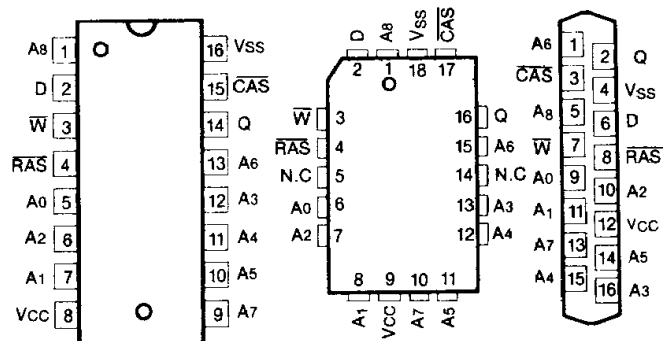 A8 1 16 VSS
D 2 15 CAS
W 3 14 Q
RAS 4 13 A6
A0 5 12 A3
A2 6 11 A4
A1 7 10 A5
VCC 8 9 A7
D A8 VSS CAS
2 1 18 17
W 3 16 Q
RAS 4 15 A6
N.C 5 14 N.C
A0 6 13 A3
A2 7 12 A4
8 9 10 11
A1 VCC A7 A5
A6 1 2 Q
CAS 3 4 VSS
A8 5 6 D
W 7 8 RAS
A0 9 10 A2
A1 11 12 VCC
A7 13 14 A5
A4 15 16 A3